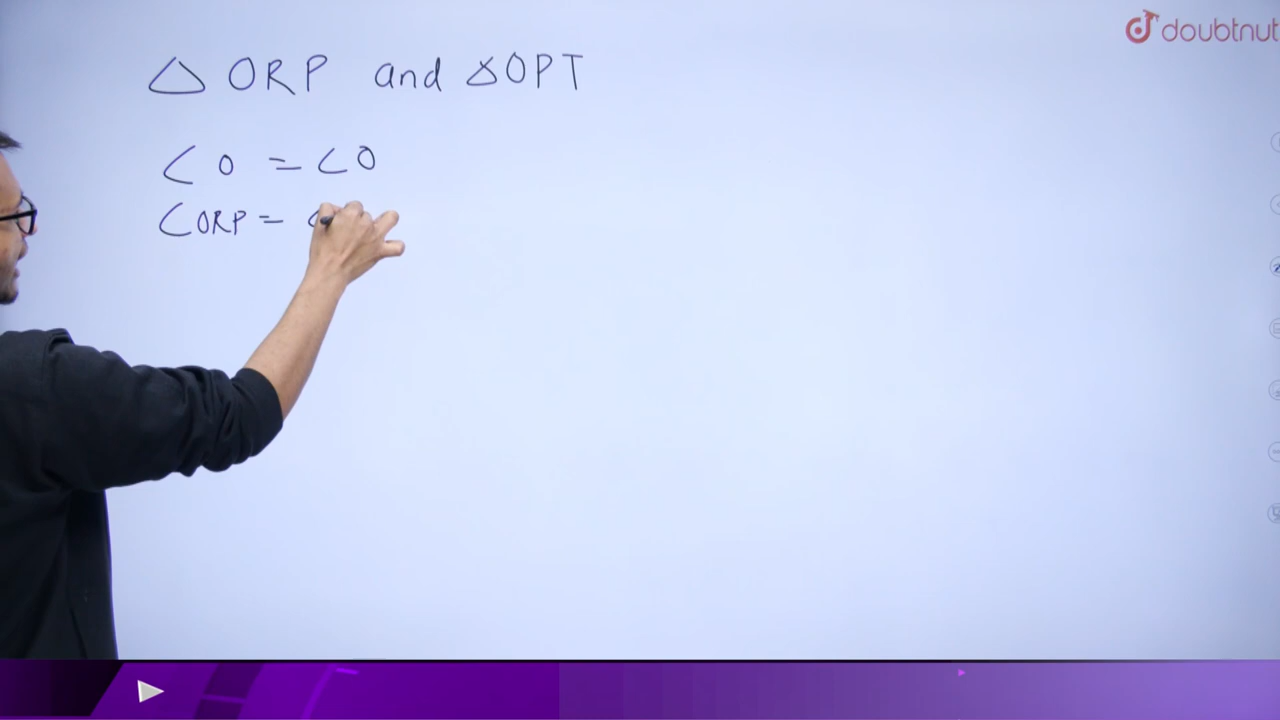 doubtnut
△ ORP and △ OPT
∠ O = ∠ O
∠ ORP = ∠